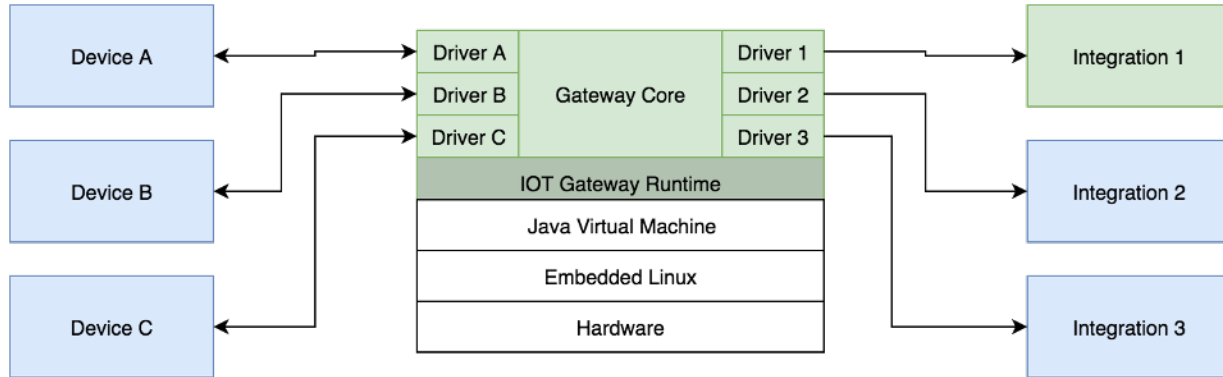 Device A
Device B
Device C
Driver A
Driver B
Driver C
Gateway Core
Driver 1
Driver 2
Driver 3
IOT Gateway Runtime
Java Virtual Machine
Embedded Linux
Hardware
Integration 1
Integration 2
Integration 3